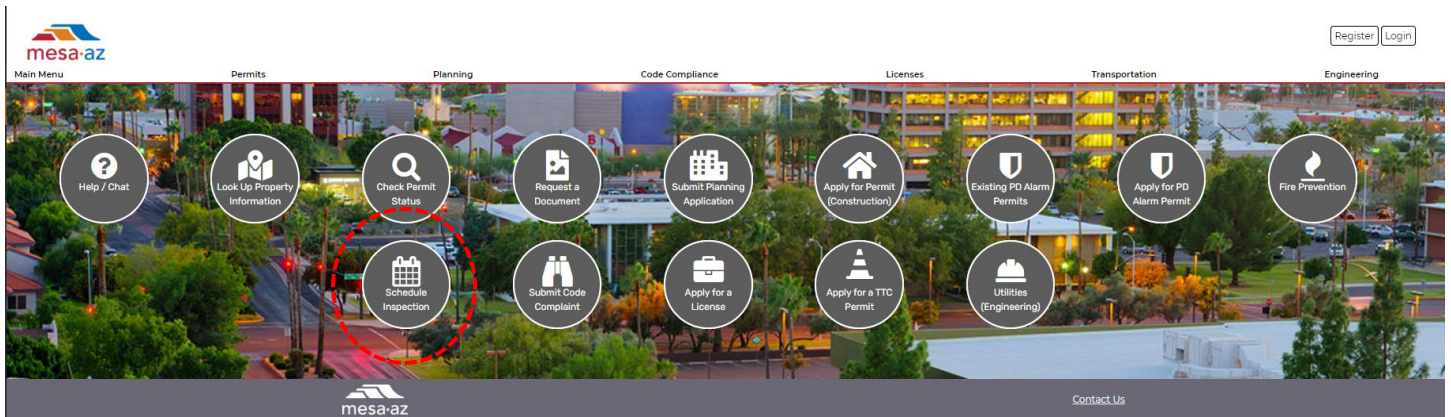 mesa·az
Register Login
Main Menu Permits Planning Code Compliance Licenses Transportation Engineering
Help / Chat
Look Up Property
Information
Check Permit
Status
Request a
Document
Submit Planning
Application
Apply for Permit
(Construction)
Existing PD Alarm
Permits
Apply for PD
Alarm Permit
Fire Prevention
Schedule
Inspection
Submit Code
Complaint
Apply for a
License
Apply for a TTC
Permit
Utilities
(Engineering)
mesa·az
Contact Us